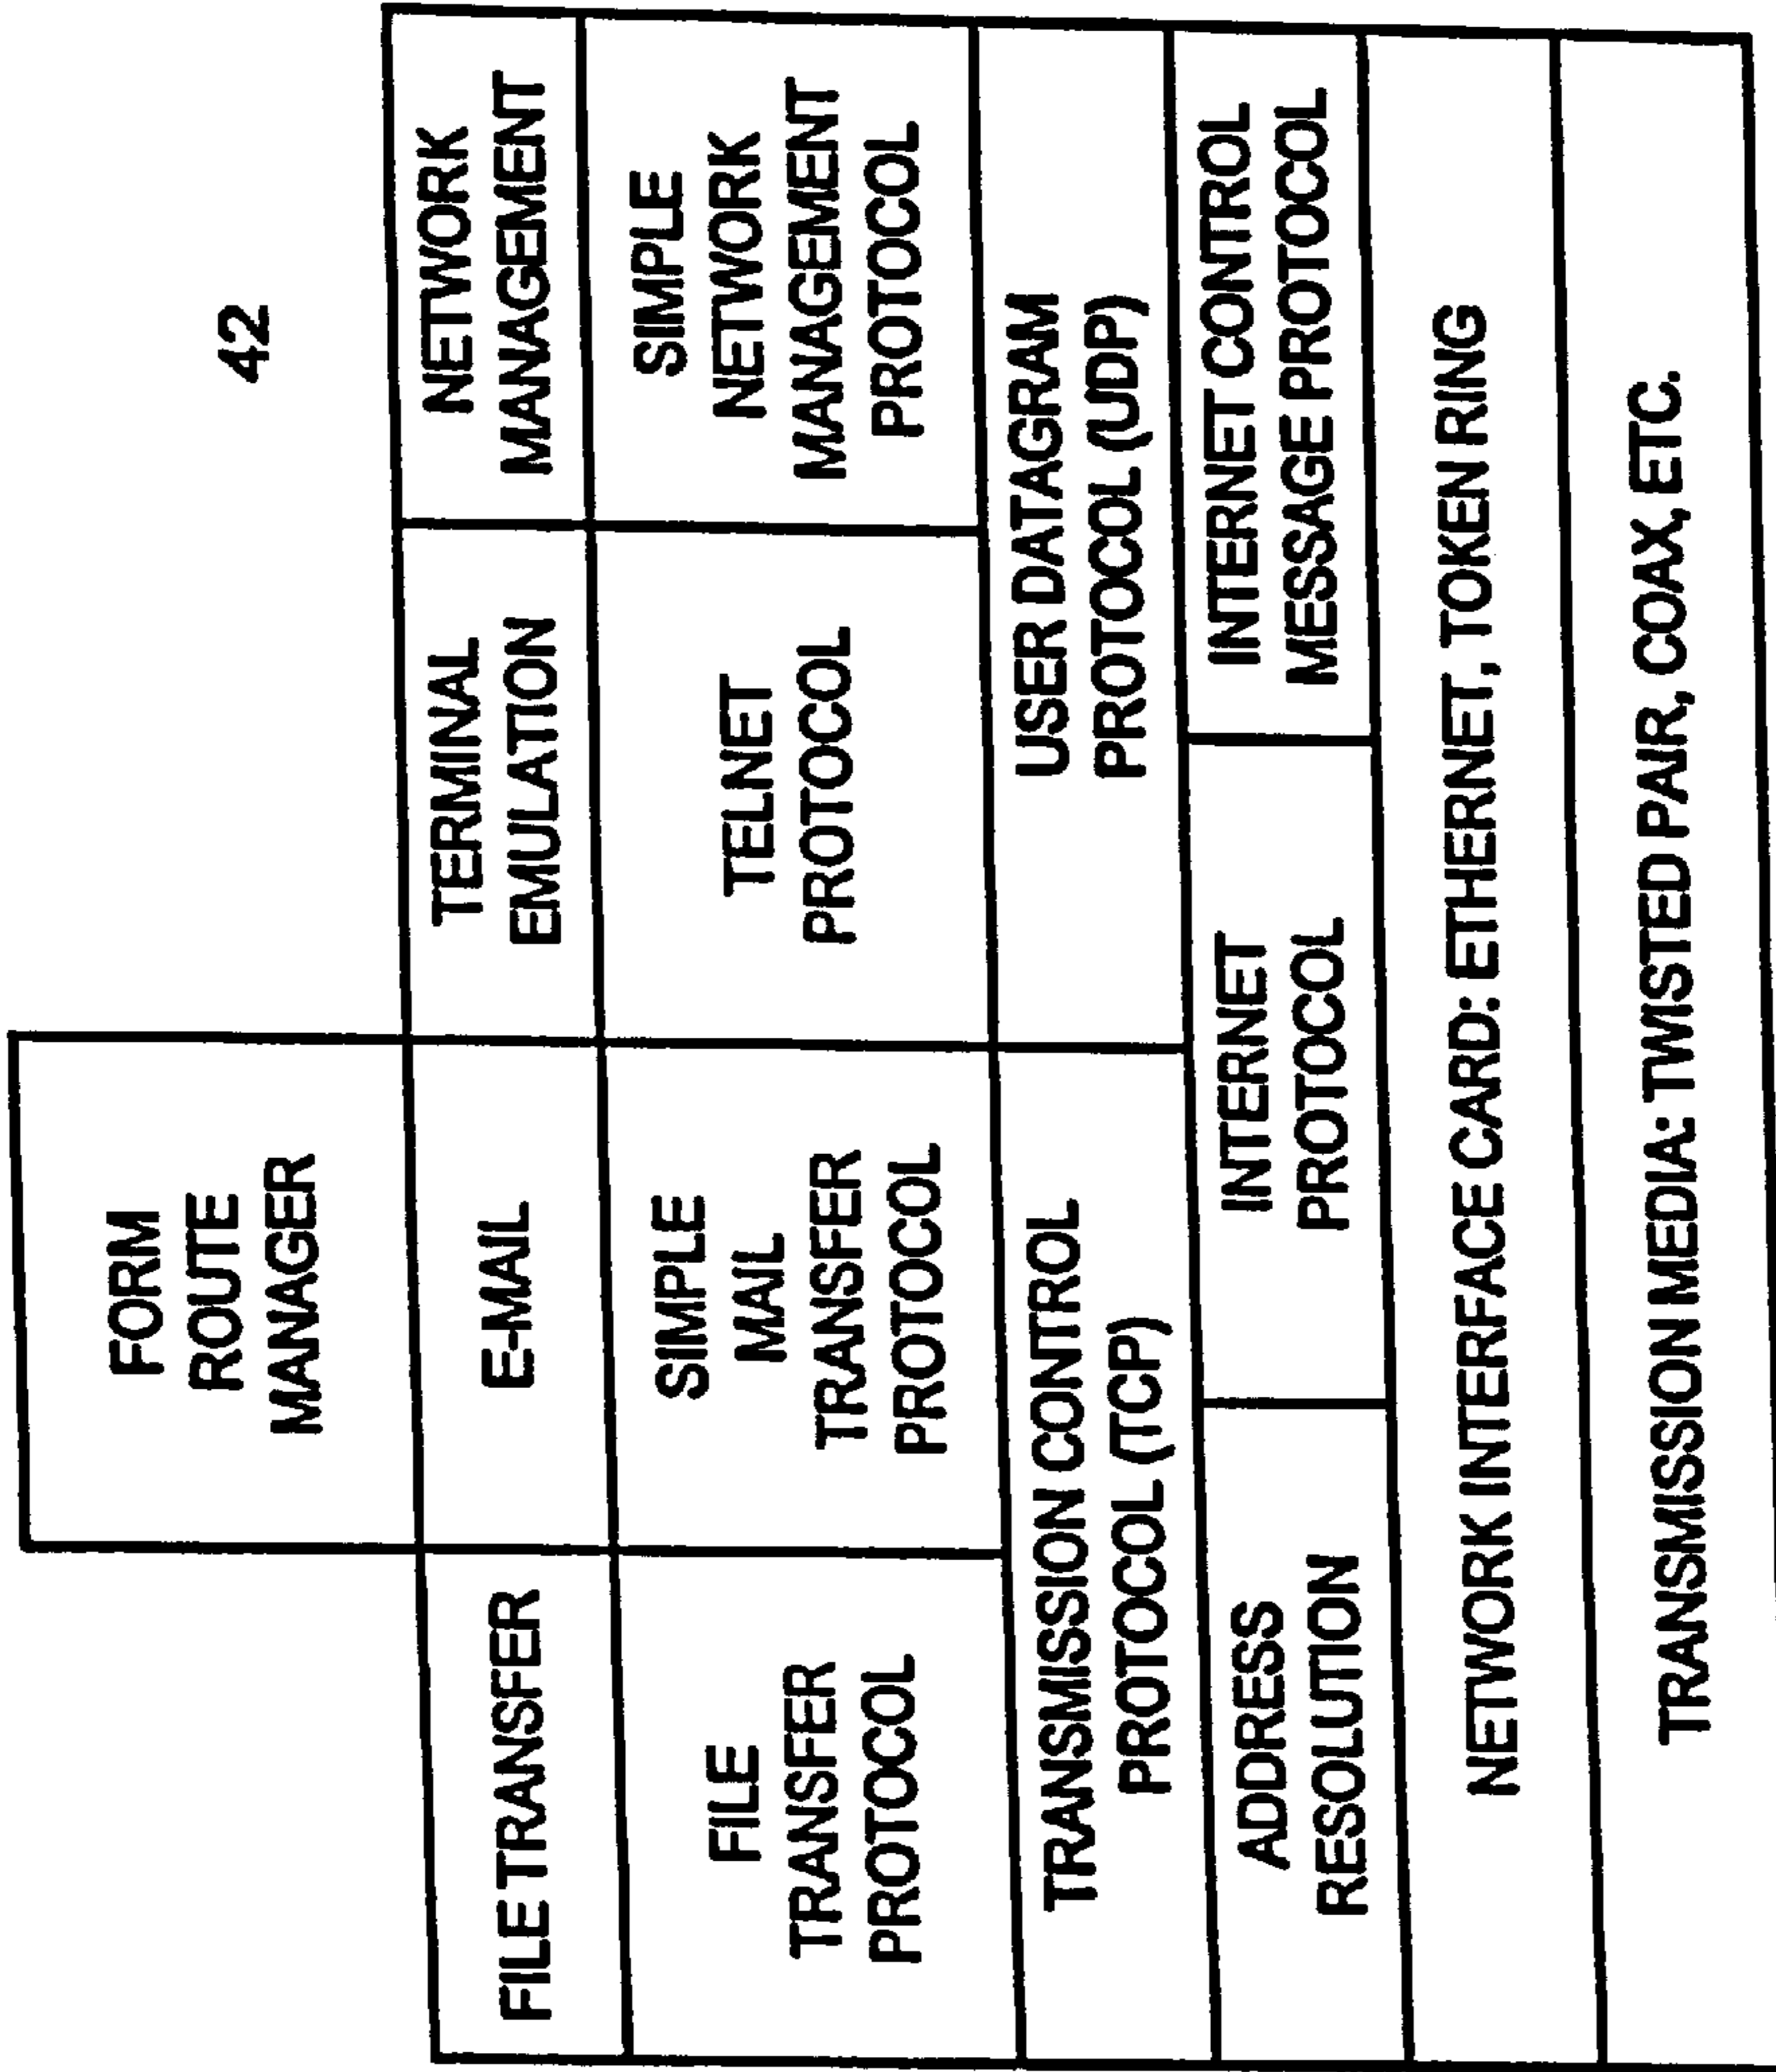 42
FORM
ROUTE
MANAGER
FILE TRANSFER
E-MAIL
TERMINAL
EMULATION
NETWORK
MANAGEMENT
FILE
TRANSFER
PROTOCOL
SIMPLE
MAIL
TRANSFER
PROTOCOL
TELNET
PROTOCOL
SIMPLE
NETWORK
MANAGEMENT
PROTOCOL
TRANSMISSION CONTROL
PROTOCOL (TCP)
USER DATAGRAM
PROTOCOL (UDP)
ADDRESS
RESOLUTION
INTERNET
PROTOCOL
INTERNET CONTROL
MESSAGE PROTOCOL
NETWORK INTERFACE CARD: ETHERNET, TOKEN RING
TRANSMISSION MEDIA: TWISTED PAIR, COAX, ETC.